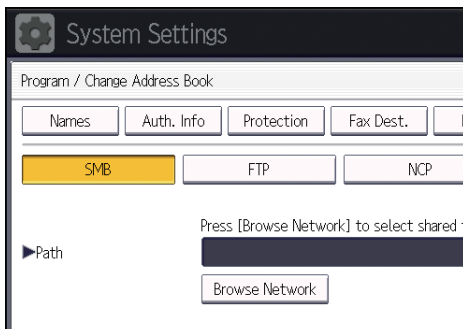 System Settings
Program / Change Address Book
Names Auth. Info Protection Fax Dest.
SMB FTP NCP
Press [Browse Network] to select shared
▶Path
Browse Network